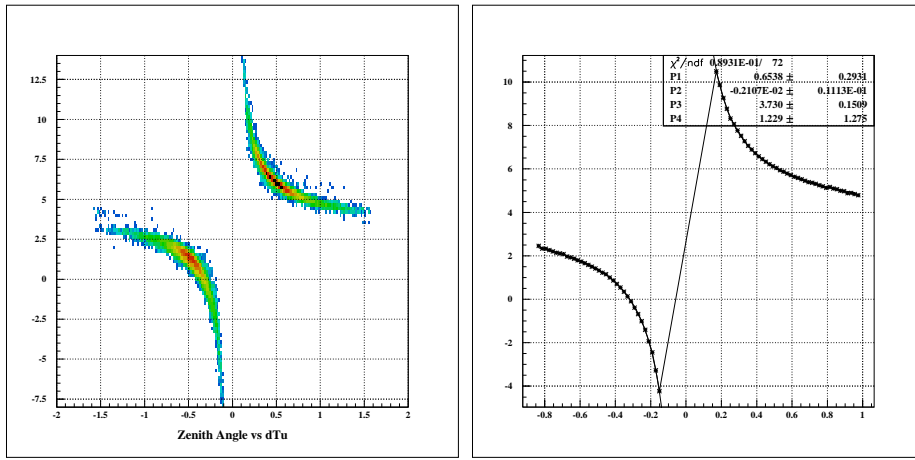 12.5
10
7.5
5
2.5
0
-2.5
-5
-7.5
-2 -1.5 -1 -0.5 0 0.5 1 1.5 2
Zenith Angle vs dTu
χ²/ndf 0.8931E-01/ 72
P1 0.6538 ± 0.2931
P2 -0.2107E-02 ± 0.1113E-01
P3 3.730 ± 0.1509
P4 1.229 ± 1.275
10
8
6
4
2
0
-2
-4
-0.8 -0.6 -0.4 -0.2 0 0.2 0.4 0.6 0.8 1